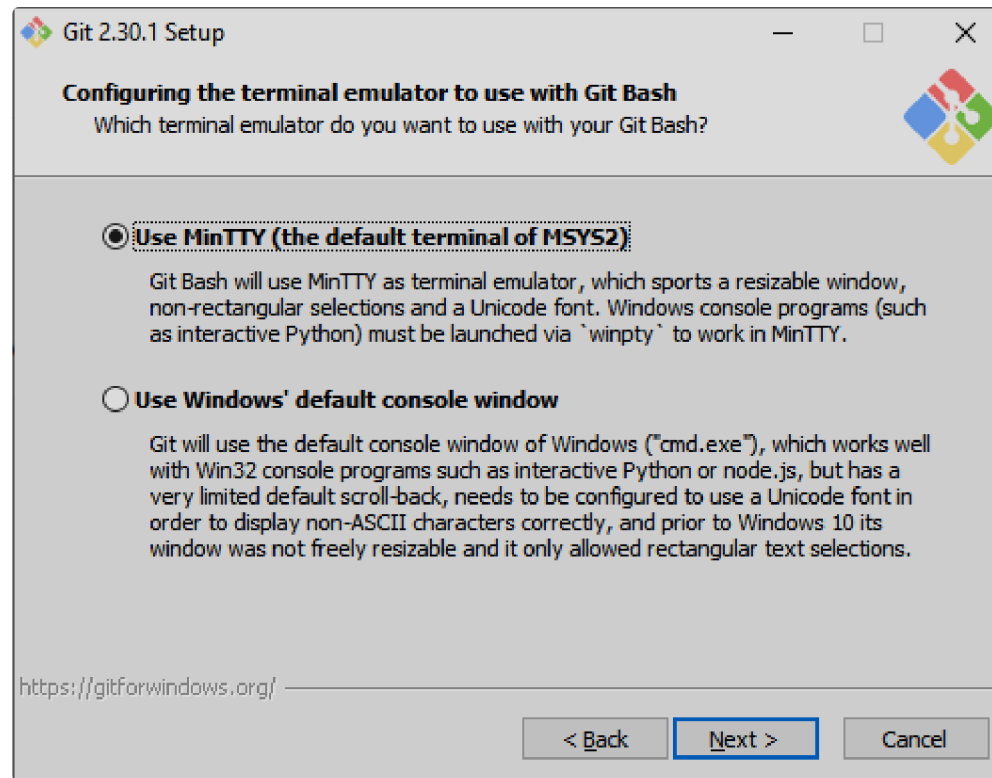 Git 2.30.1 Setup
Configuring the terminal emulator to use with Git Bash
Which terminal emulator do you want to use with your Git Bash?
Use MinTTY (the default terminal of MSYS2)
Git Bash will use MinTTY as terminal emulator, which sports a resizable window,
non-rectangular selections and a Unicode font. Windows console programs (such
as interactive Python) must be launched via `winpty` to work in MinTTY.
Use Windows' default console window
Git will use the default console window of Windows ("cmd.exe"), which works well
with Win32 console programs such as interactive Python or node.js, but has a
very limited default scroll-back, needs to be configured to use a Unicode font in
order to display non-ASCII characters correctly, and prior to Windows 10 its
window was not freely resizable and it only allowed rectangular text selections.
https://gitforwindows.org/
< Back Next > Cancel